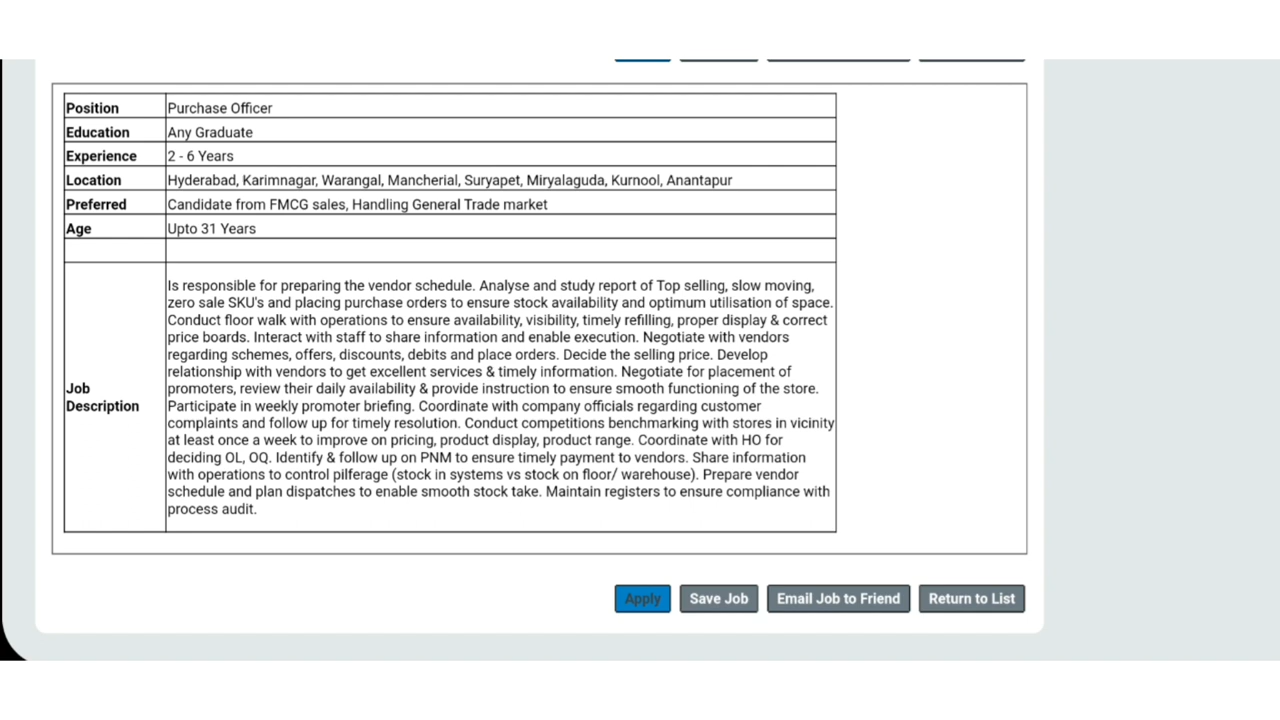 Position Purchase Officer
Education Any Graduate
Experience 2 - 6 Years
Location Hyderabad, Karimnagar, Warangal, Mancherial, Suryapet, Miryalaguda, Kurnool, Anantapur
Preferred Candidate from FMCG sales, Handling General Trade market
Age Upto 31 Years
Job Description
Is responsible for preparing the vendor schedule. Analyse and study report of Top selling, slow moving,
zero sale SKU's and placing purchase orders to ensure stock availability and optimum utilisation of space.
Conduct floor walk with operations to ensure availability, visibility, timely refilling, proper display & correct
price boards. Interact with staff to share information and enable execution. Negotiate with vendors
regarding schemes, offers, discounts, debits and place orders. Decide the selling price. Develop
relationship with vendors to get excellent services & timely information. Negotiate for placement of
promoters, review their daily availability & provide instruction to ensure smooth functioning of the store.
Participate in weekly promoter briefing. Coordinate with company officials regarding customer
complaints and follow up for timely resolution. Conduct competitions benchmarking with stores in vicinity
at least once a week to improve on pricing, product display, product range. Coordinate with HO for
deciding OL, OQ. Identify & follow up on PNM to ensure timely payment to vendors. Share information
with operations to control pilferage (stock in systems vs stock on floor/ warehouse). Prepare vendor
schedule and plan dispatches to enable smooth stock take. Maintain registers to ensure compliance with
process audit.
Apply Save Job Email Job to Friend Return to List